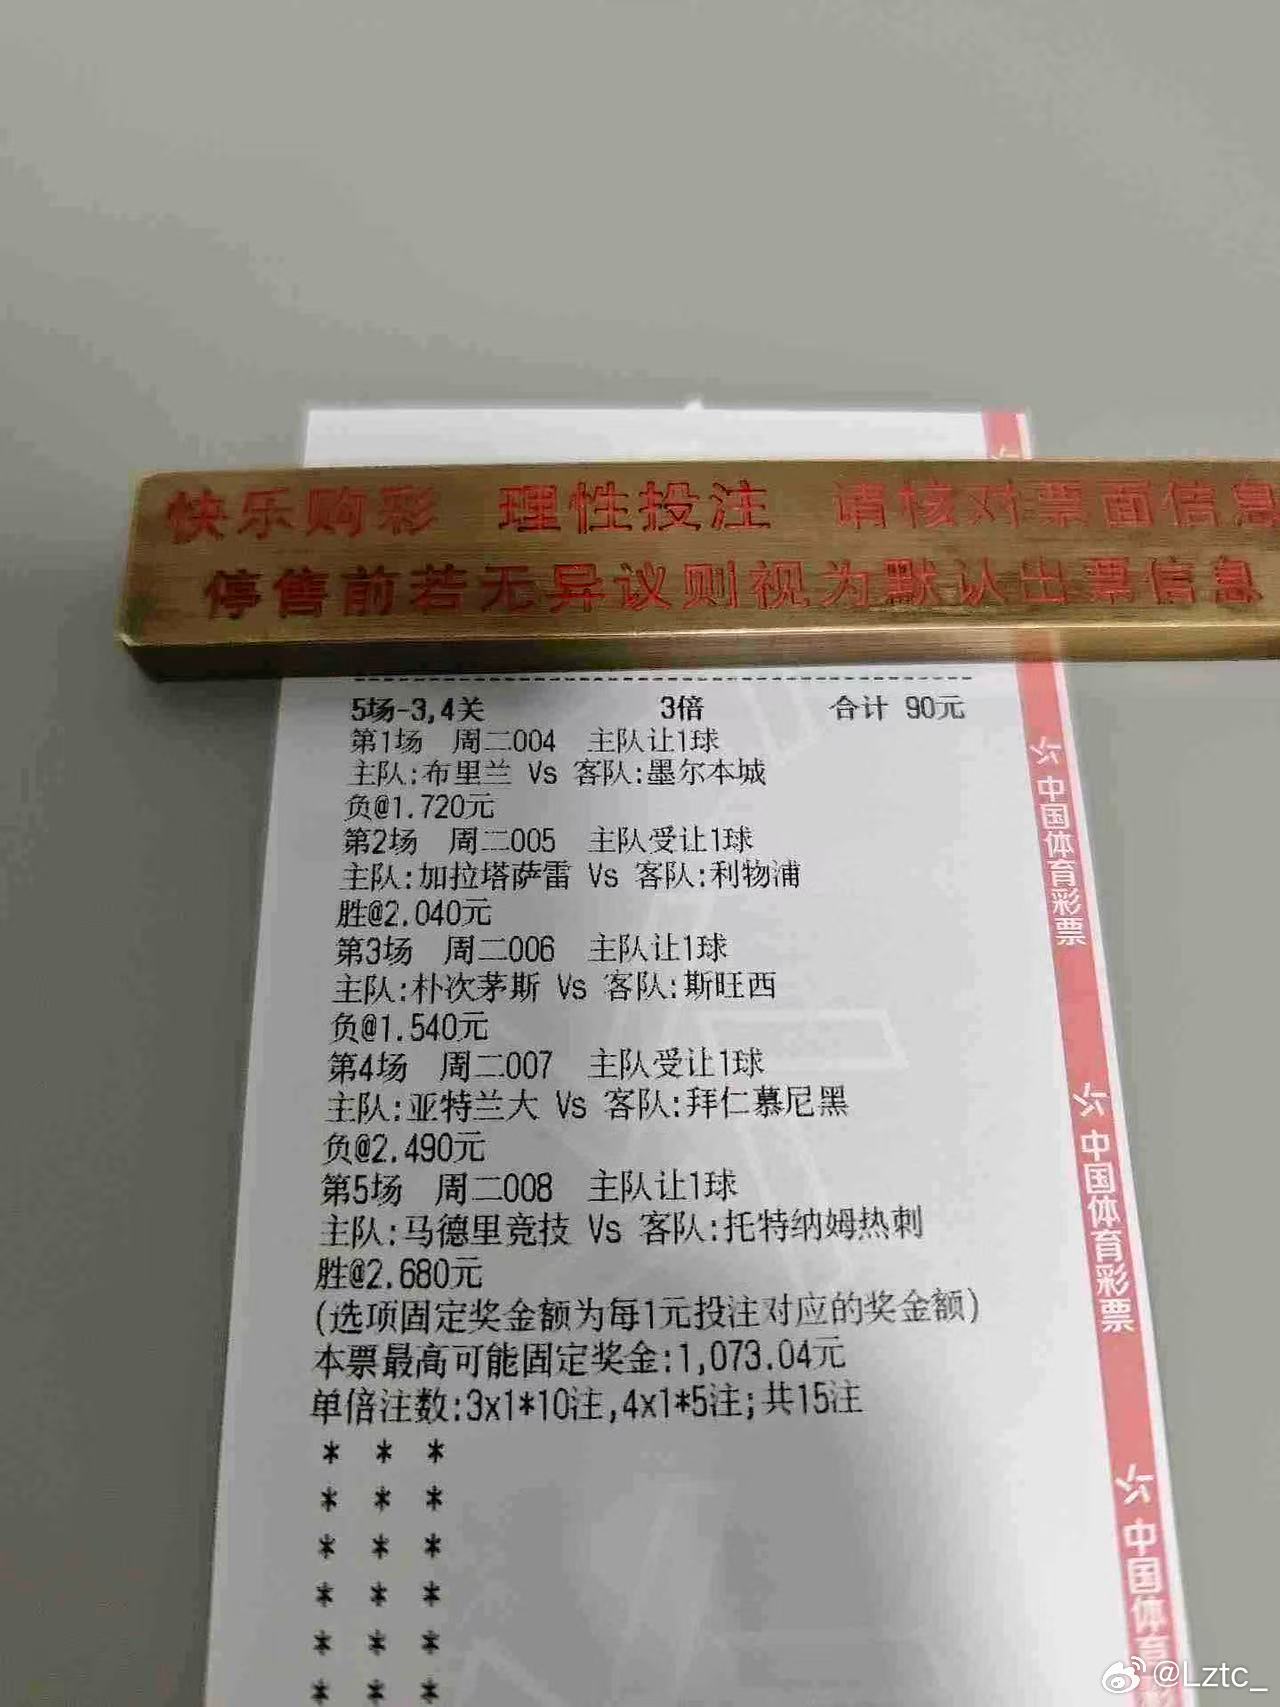 快乐购彩 理性投注 请核对票面信息
停售前若无异议则视为默认出票信息
5场-3,4关 3倍 合计 90元
第1场 周二004 主队让1球
主队:布里兰 Vs 客队:墨尔本城
负@1.720元
第2场 周二005 主队受让1球
主队:加拉塔萨雷 Vs 客队:利物浦
胜@2.040元
第3场 周二006 主队让1球
主队:朴次茅斯 Vs 客队:斯旺西
负@1.540元
第4场 周二007 主队受让1球
主队:亚特兰大 Vs 客队:拜仁慕尼黑
负@2.490元
第5场 周二008 主队让1球
主队:马德里竞技 Vs 客队:托特纳姆热刺
胜@2.680元
(选项固定奖金额为每1元投注对应的奖金额)
本票最高可能固定奖金:1,073.04元
单倍注数:3x1*10注,4x1*5注;共15注
* * *
* * *
* * *
* * *
* * *
* * *
中国体育彩票
中国体育彩票
中国体育彩
@Lztc_